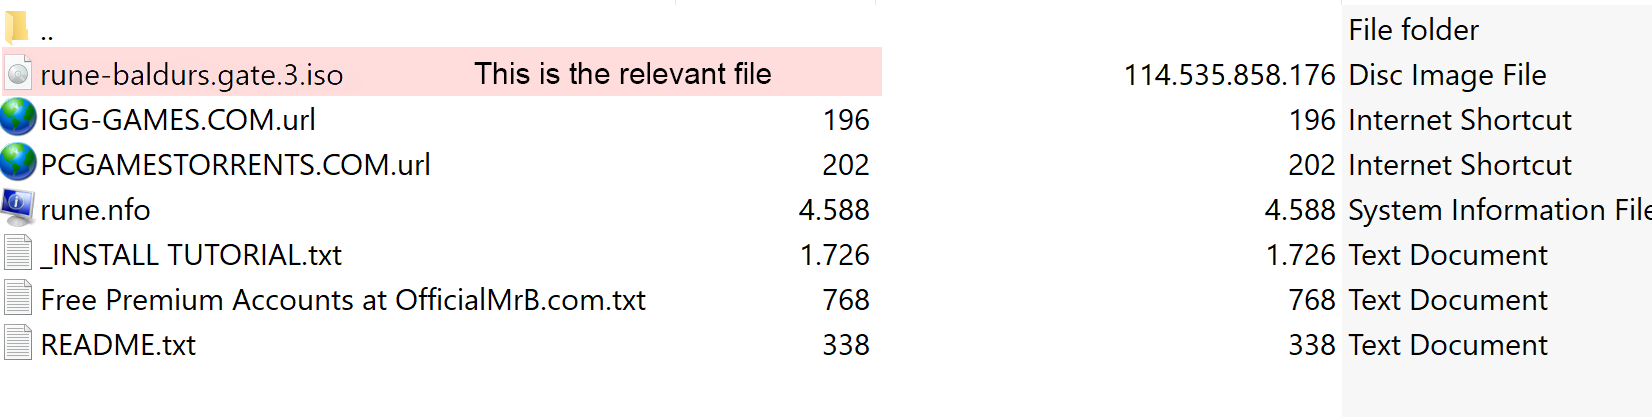 .. File folder
rune-baldurs.gate.3.iso This is the relevant file 114.535.858.176 Disc Image File
IGG-GAMES.COM.url 196 196 Internet Shortcut
PCGAMESTORRENTS.COM.url 202 202 Internet Shortcut
rune.nfo 4.588 4.588 System Information File
_INSTALL TUTORIAL.txt 1.726 1.726 Text Document
Free Premium Accounts at OfficialMrB.com.txt 768 768 Text Document
README.txt 338 338 Text Document